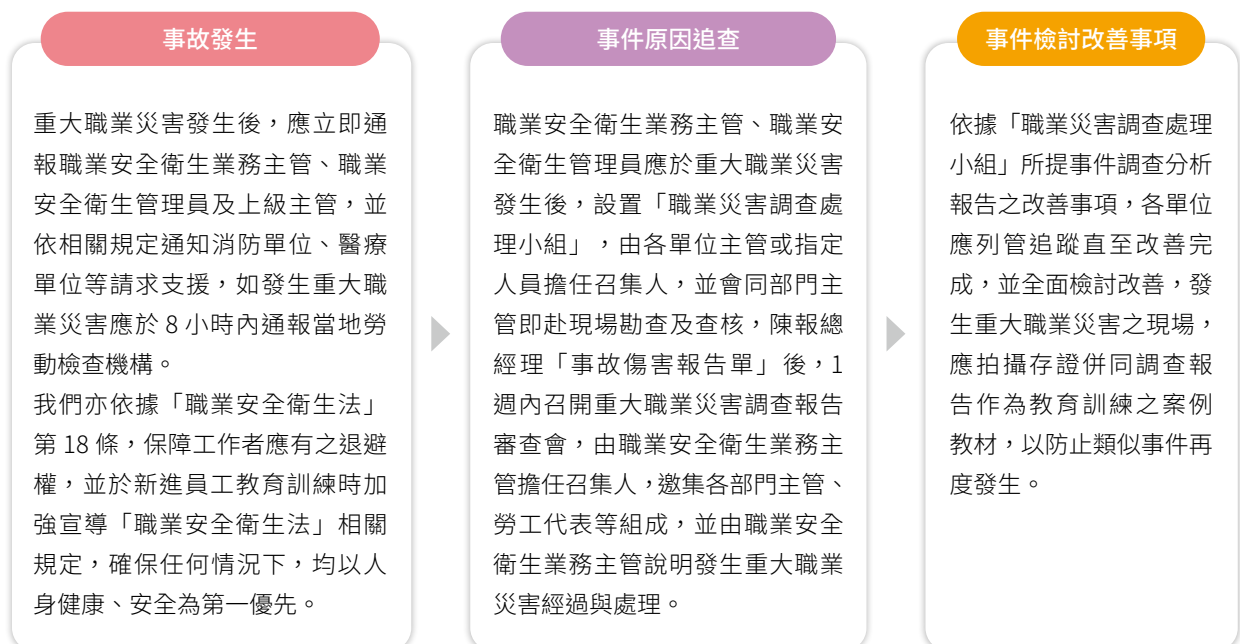 事故發生
重大職業災害發生後，應立即通
報職業安全衛生業務主管、職業
安全衛生管理員及上級主管，並
依相關規定通知消防單位、醫療
單位等請求支援，如發生重大職
業災害應於 8 小時內通報當地勞
動檢查機構。
我們亦依據「職業安全衛生法」
第 18 條，保障工作者應有之退避
權，並於新進員工教育訓練時加
強宣導「職業安全衛生法」相關
規定，確保任何情況下，均以人
身健康、安全為第一優先。
事件原因追查
職業安全衛生業務主管、職業安
全衛生管理員應於重大職業災害
發生後，設置「職業災害調查處
理小組」，由各單位主管或指定
人員擔任召集人，並會同部門主
管即赴現場勘查及查核，陳報總
經理「事故傷害報告單」後，1
週內召開重大職業災害調查報告
審查會，由職業安全衛生業務主
管擔任召集人，邀集各部門主管、
勞工代表等組成，並由職業安全
衛生業務主管說明發生重大職業
災害經過與處理。
事件檢討改善事項
依據「職業災害調查處理
小組」所提事件調查分析
報告之改善事項，各單位
應列管追蹤直至改善完
成，並全面檢討改善，發
生重大職業災害之現場，
應拍攝存證併同調查報
告作為教育訓練之案例
教材，以防止類似事件再
度發生。